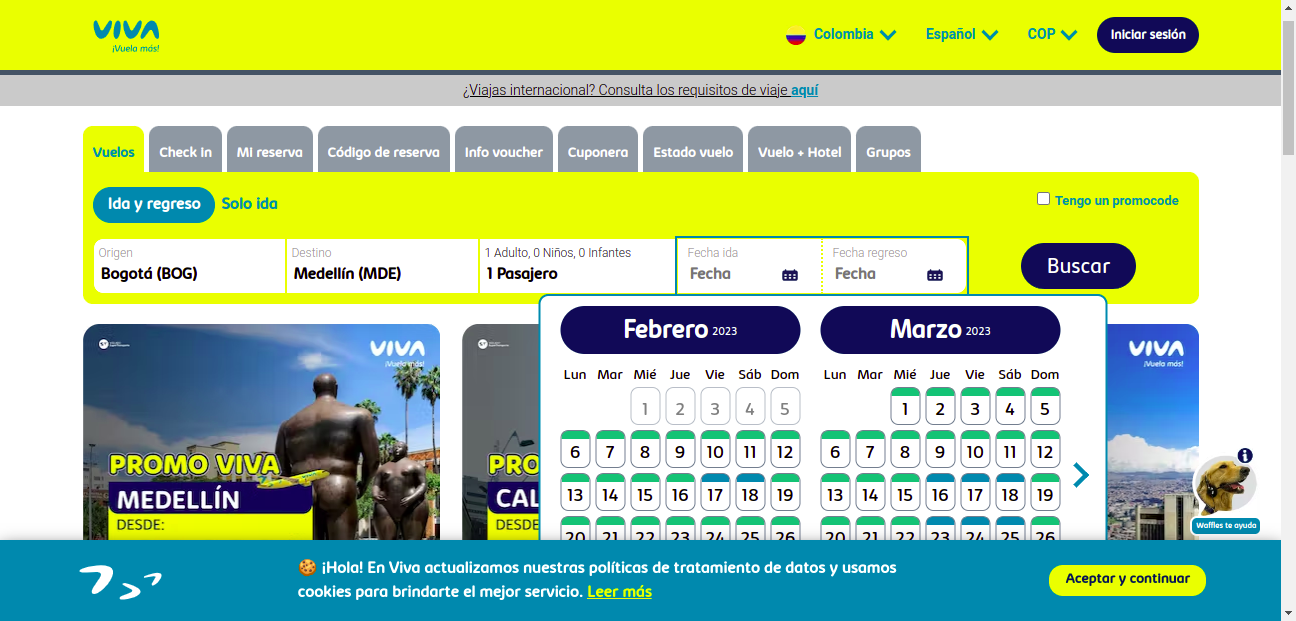 VIVA
¡Vuela más!
Colombia
Español
COP
Iniciar sesión
¿Viajas internacional? Consulta los requisitos de viaje aquí
Vuelos
Check in
Mi reserva
Código de reserva
Info voucher
Cuponera
Estado vuelo
Vuelo + Hotel
Grupos
Ida y regreso
Solo ida
Tengo un promocode
Origen
Bogotá (BOG)
Destino
Medellín (MDE)
1 Adulto, 0 Niños, 0 Infantes
1 Pasajero
Fecha ida
Fecha
Fecha regreso
Fecha
Buscar
VIVA
¡Vuela más!
PROMO VIVA
MEDELLÍN
DESDE:
PRO
CAL
DESDE
VIVA
¡Vuela más!
Febrero 2023
Lun Mar Mié Jue Vie Sáb Dom
1 2 3 4 5
6 7 8 9 10 11 12
13 14 15 16 17 18 19
20 21 22 23 24 25 26
Marzo 2023
Lun Mar Mié Jue Vie Sáb Dom
1 2 3 4 5
6 7 8 9 10 11 12
13 14 15 16 17 18 19
20 21 22 23 24 25 26
i
Waffles te ayuda
¡Hola! En Viva actualizamos nuestras políticas de tratamiento de datos y usamos
cookies para brindarte el mejor servicio. Leer más
Aceptar y continuar